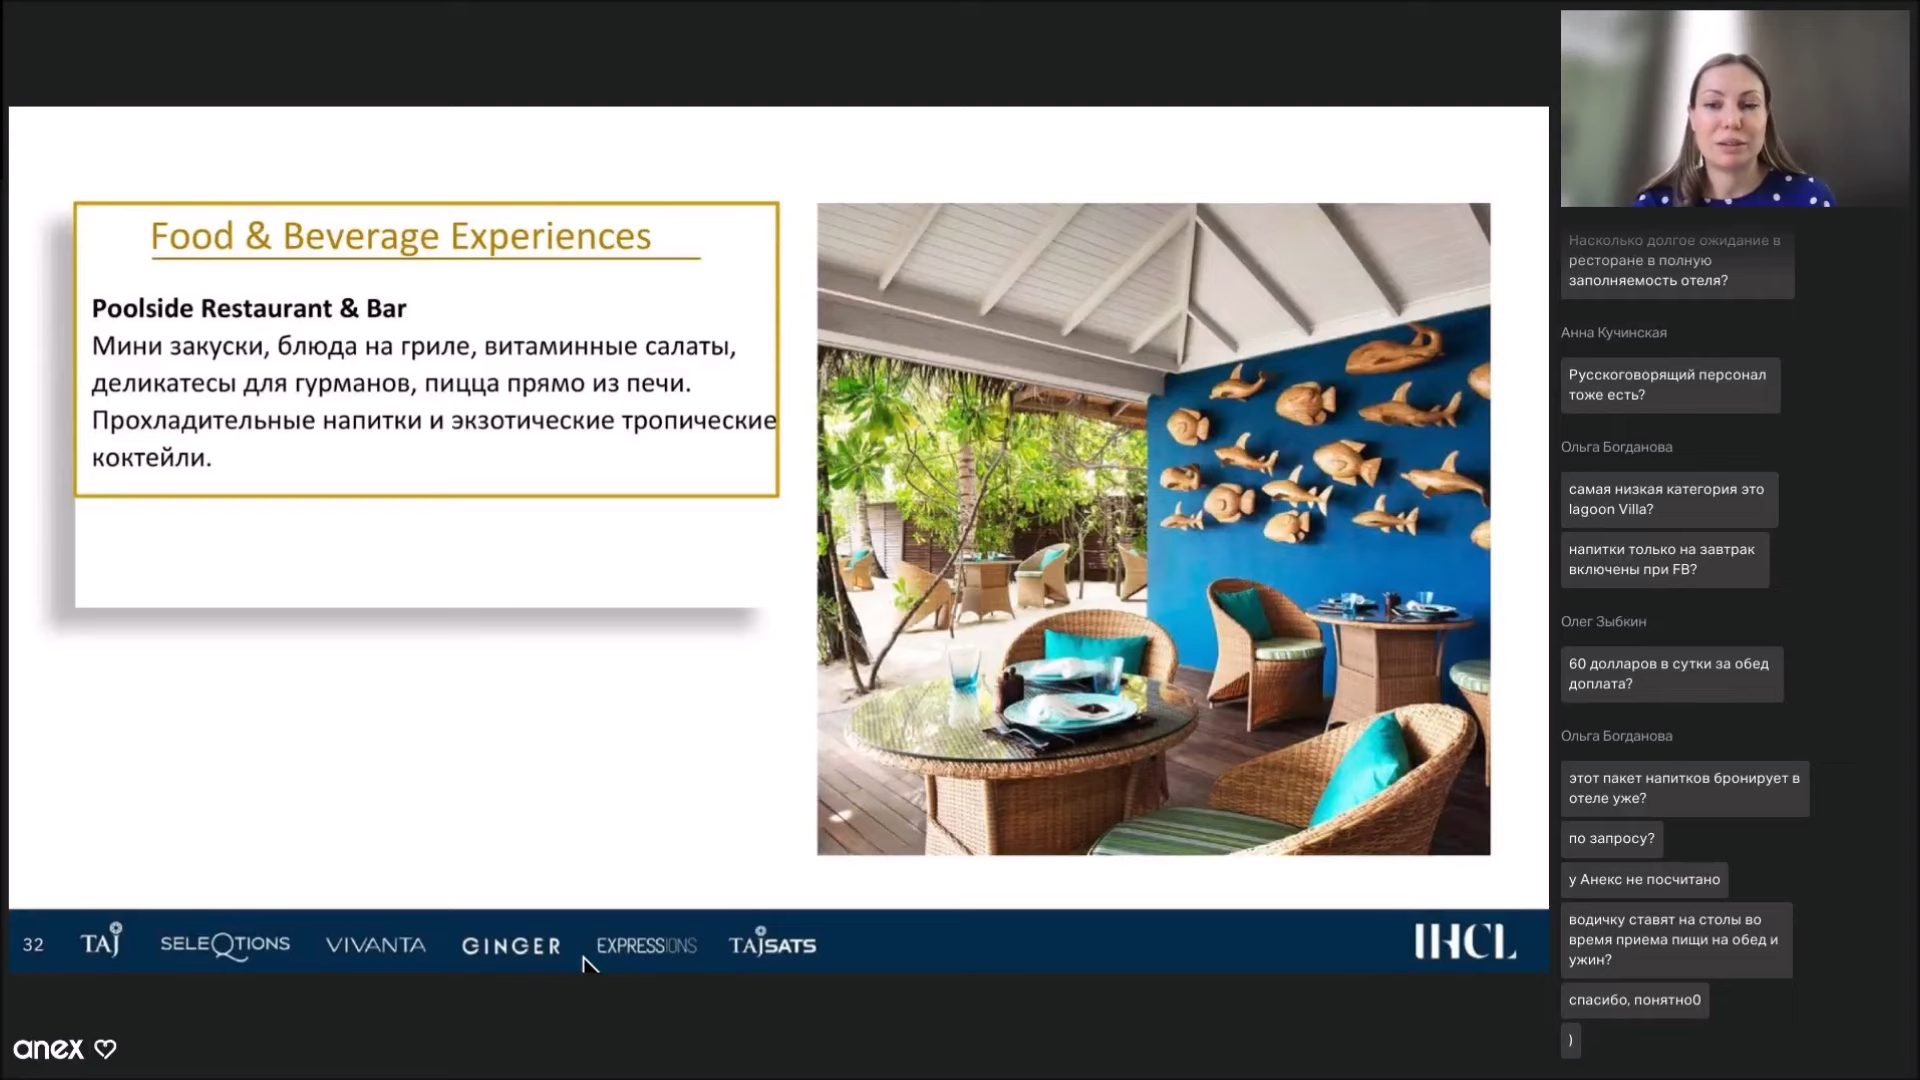 Food & Beverage Experiences
Poolside Restaurant & Bar
Мини закуски, блюда на гриле, витаминные салаты,
деликатесы для гурманов, пицца прямо из печи.
Прохладительные напитки и экзотические тропические
коктейли.
32
TAJ
SELEQTIONS
VIVANTA
GINGER
EXPRESSIONS
TAJSATS
IHCL
anex
Насколько долгое ожидание в
ресторане в полную
заполняемость отеля?
Анна Кучинская
Русскоговорящий персонал
тоже есть?
Ольга Богданова
самая низкая категория это
lagoon Villa?
напитки только на завтрак
включены при FB?
Олег Зыбкин
60 долларов в сутки за обед
доплата?
Ольга Богданова
этот пакет напитков бронирует в
отеле уже?
по запросу?
у Анекс не посчитано
водичку ставят на столы во
время приема пищи на обед и
ужин?
спасибо, понятно0
)